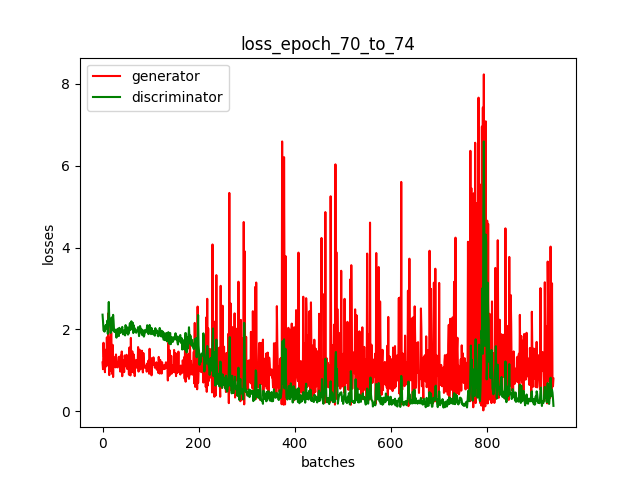 loss_epoch_70_to_74
generator
discriminator
8
6
4
2
0
losses
0 200 400 600 800
batches